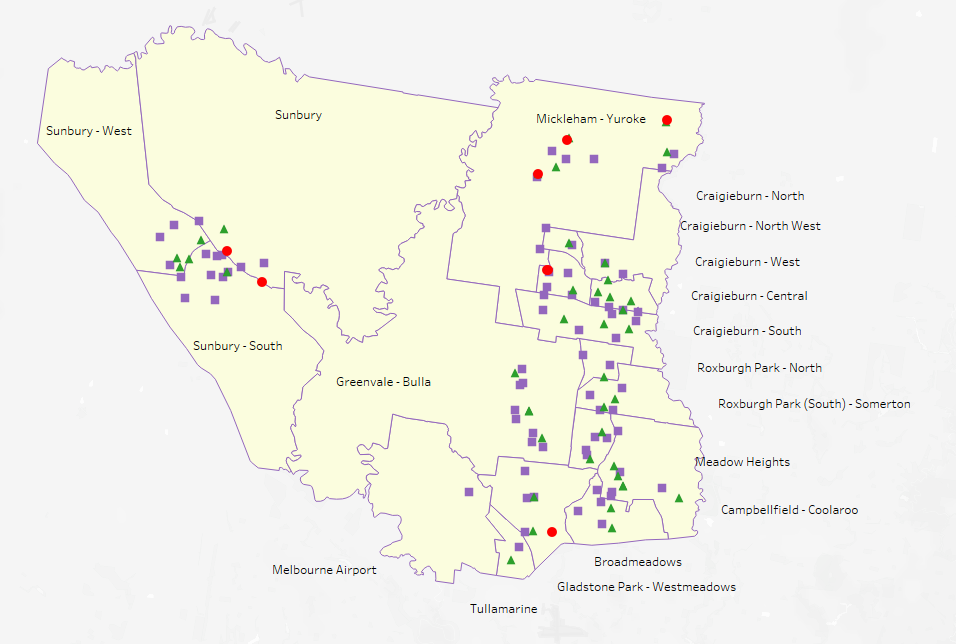 Sunbury
Mickleham - Yuroke
Sunbury - West
Craigieburn - North
Craigieburn - North West
Craigieburn - West
Craigieburn - Central
Craigieburn - South
Sunbury - South
Roxburgh Park - North
Greenvale - Bulla
Roxburgh Park (South) - Somerton
Meadow Heights
Campbellfield - Coolaroo
Broadmeadows
Melbourne Airport
Gladstone Park - Westmeadows
Tullamarine